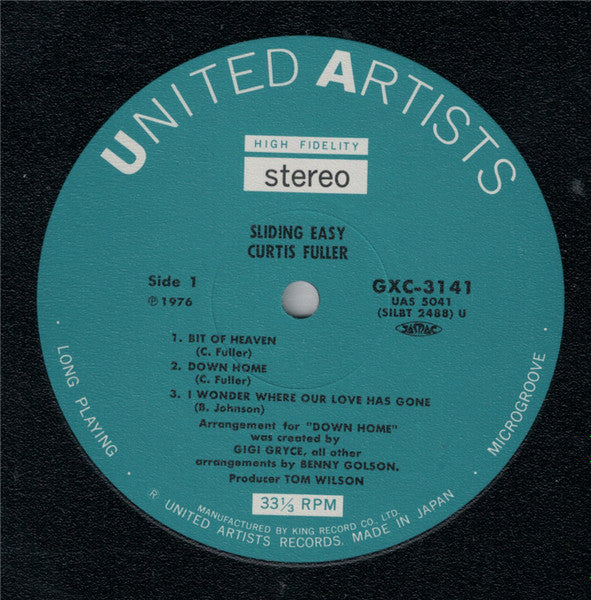 UNITED ARTISTS
HIGH FIDELITY
stereo
SLIDING EASY
CURTIS FULLER
Side 1
℗ 1976
GXC-3141
UAS 5041
(SILBT 2488) U
JASRAC
1. BIT OF HEAVEN
(C. Fuller)
2. DOWN HOME
(C. Fuller)
3. I WONDER WHERE OUR LOVE HAS GONE
(B. Johnson)
Arrangement for "DOWN HOME"
was created by
GIGI GRYCE, all other
arrangements by BENNY GOLSON.
Producer TOM WILSON
33⅓ RPM
· LONG PLAYING ·
· MICROGROOVE ·
MANUFACTURED BY KING RECORD CO., LTD.
® UNITED ARTISTS RECORDS. MADE IN JAPAN